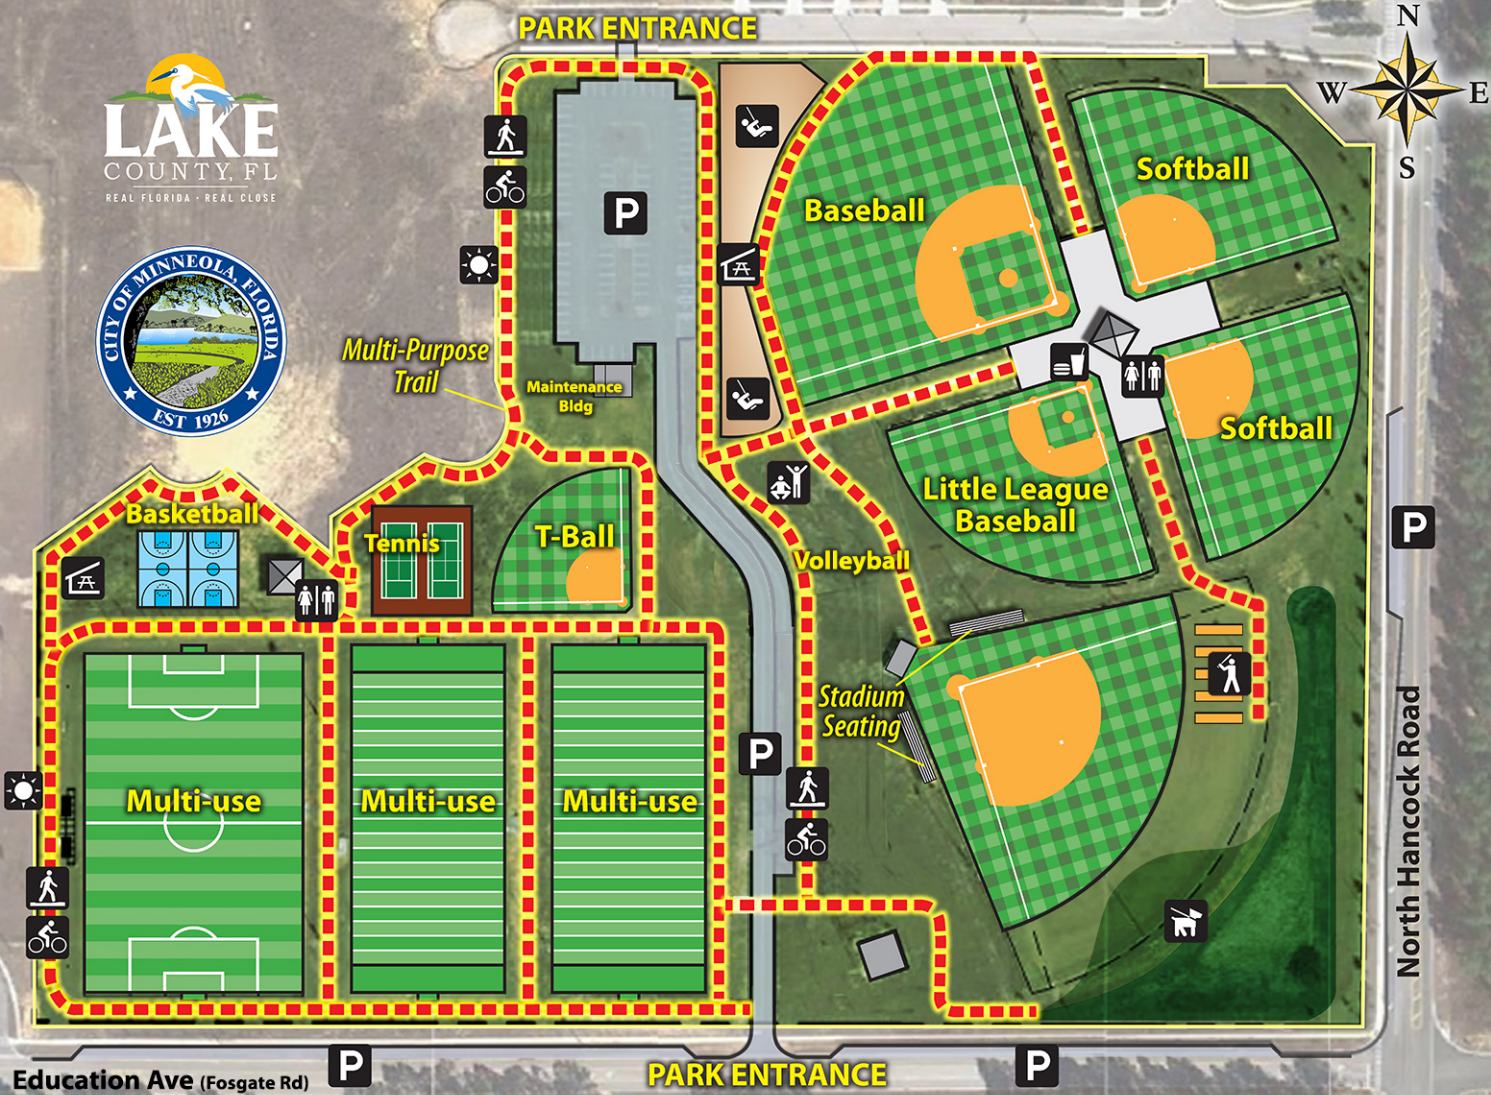 PARK ENTRANCE
N
W
E
S
LAKE
COUNTY, FL
REAL FLORIDA · REAL CLOSE
CITY OF MINNEOLA, FLORIDA
EST 1926
P
Softball
Baseball
Multi-Purpose
Trail
Maintenance
Bldg
Softball
Little League
Baseball
Basketball
Tennis
T-Ball
Volleyball
P
Stadium
Seating
P
Multi-use
Multi-use
Multi-use
North Hancock Road
P
P
PARK ENTRANCE
Education Ave (Fosgate Rd)